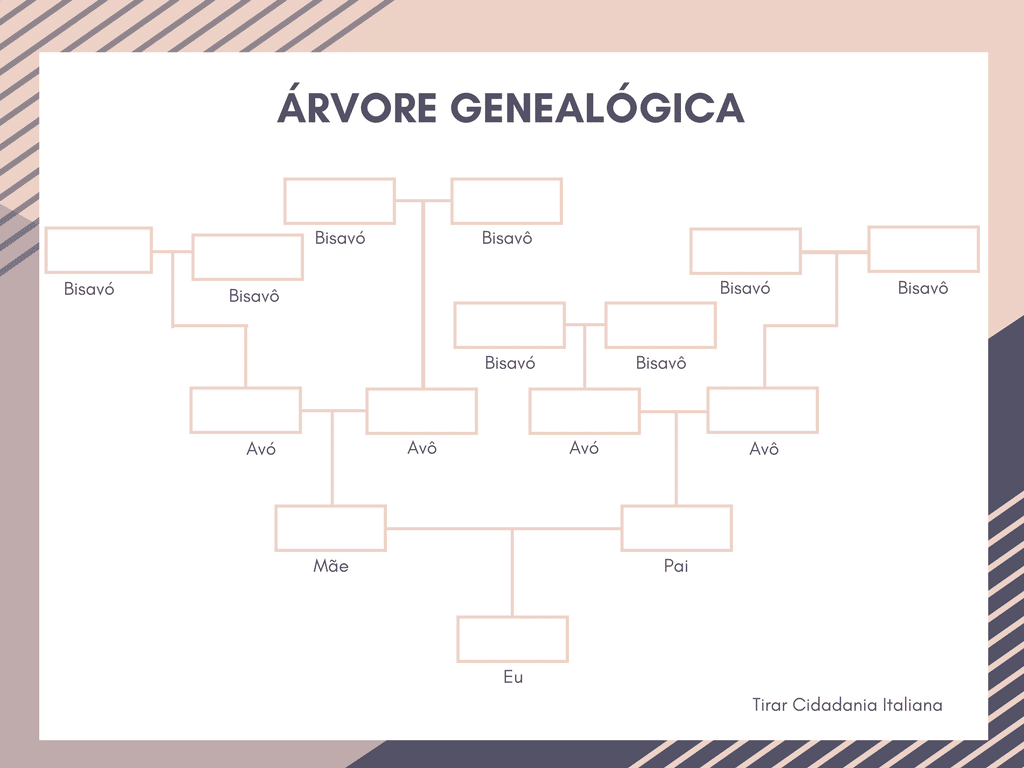 ÁRVORE GENEALÓGICA
Bisavó
Bisavô
Bisavó
Bisavô
Bisavó
Bisavô
Bisavó
Bisavô
Avó
Avô
Avó
Avô
Mãe
Pai
Eu
Tirar Cidadania Italiana